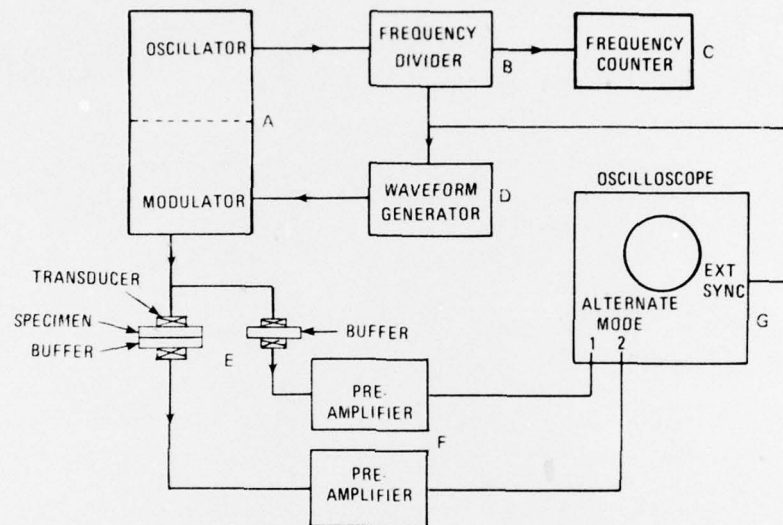 OSCILLATOR
FREQUENCY
DIVIDER
B
FREQUENCY
COUNTER
C
A
MODULATOR
WAVEFORM
GENERATOR
D
OSCILLOSCOPE
EXT
SYNC
ALTERNATE
MODE
1 2
G
TRANSDUCER
SPECIMEN
BUFFER
E
BUFFER
PRE-
AMPLIFIER
F
PRE-
AMPLIFIER